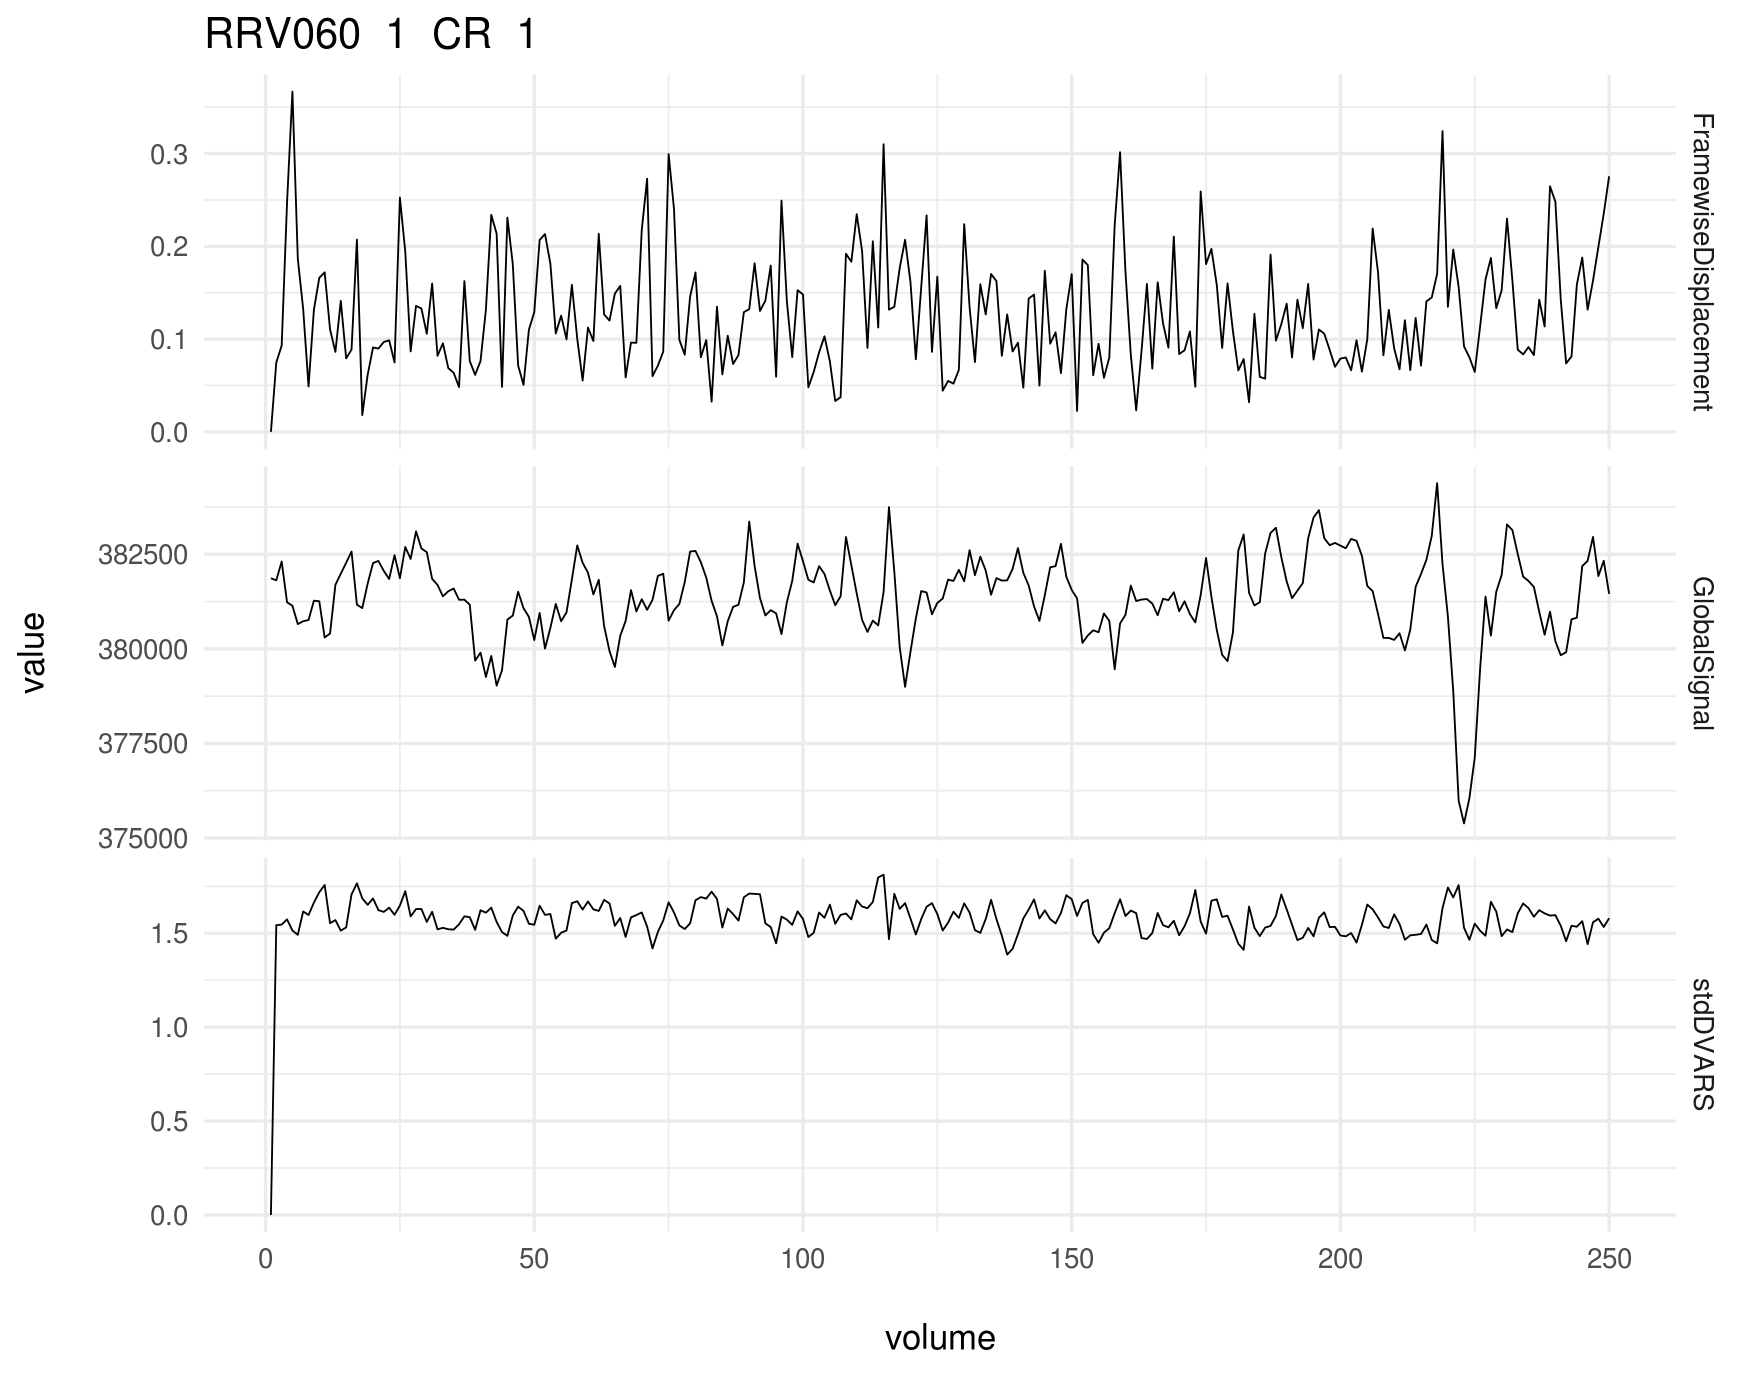 RRV060 1 CR 1
0.3
0.2
0.1
0.0
FramewiseDisplacement
382500
380000
377500
375000
GlobalSignal
1.5
1.0
0.5
0.0
stdDVARS
value
0 50 100 150 200 250
volume